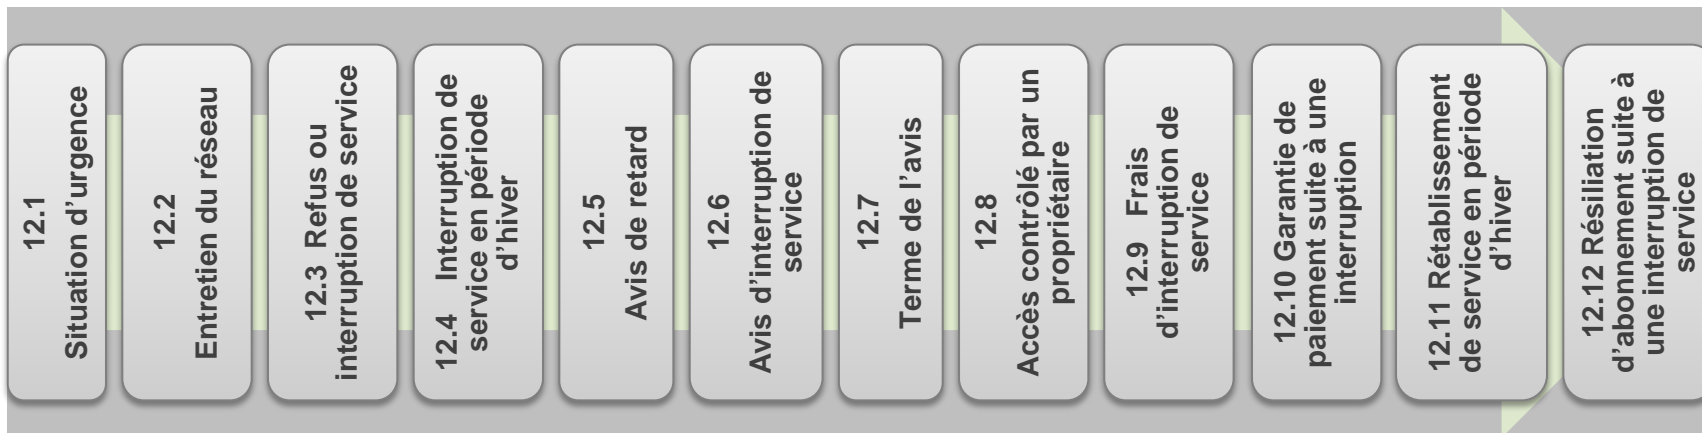 12.1
Situation d’urgence
12.2
Entretien du réseau
12.3 Refus ou
interruption de service
12.4 Interruption de
service en période
d’hiver
12.5
Avis de retard
12.6
Avis d’interruption de
service
12.7
Terme de l’avis
12.8
Accès contrôlé par un
propriétaire
12.9 Frais
d’interruption de
service
12.10 Garantie de
paiement suite à une
interruption
12.11 Rétablissement
de service en période
d’hiver
12.12 Résiliation
d’abonnement suite à
une interruption de
service